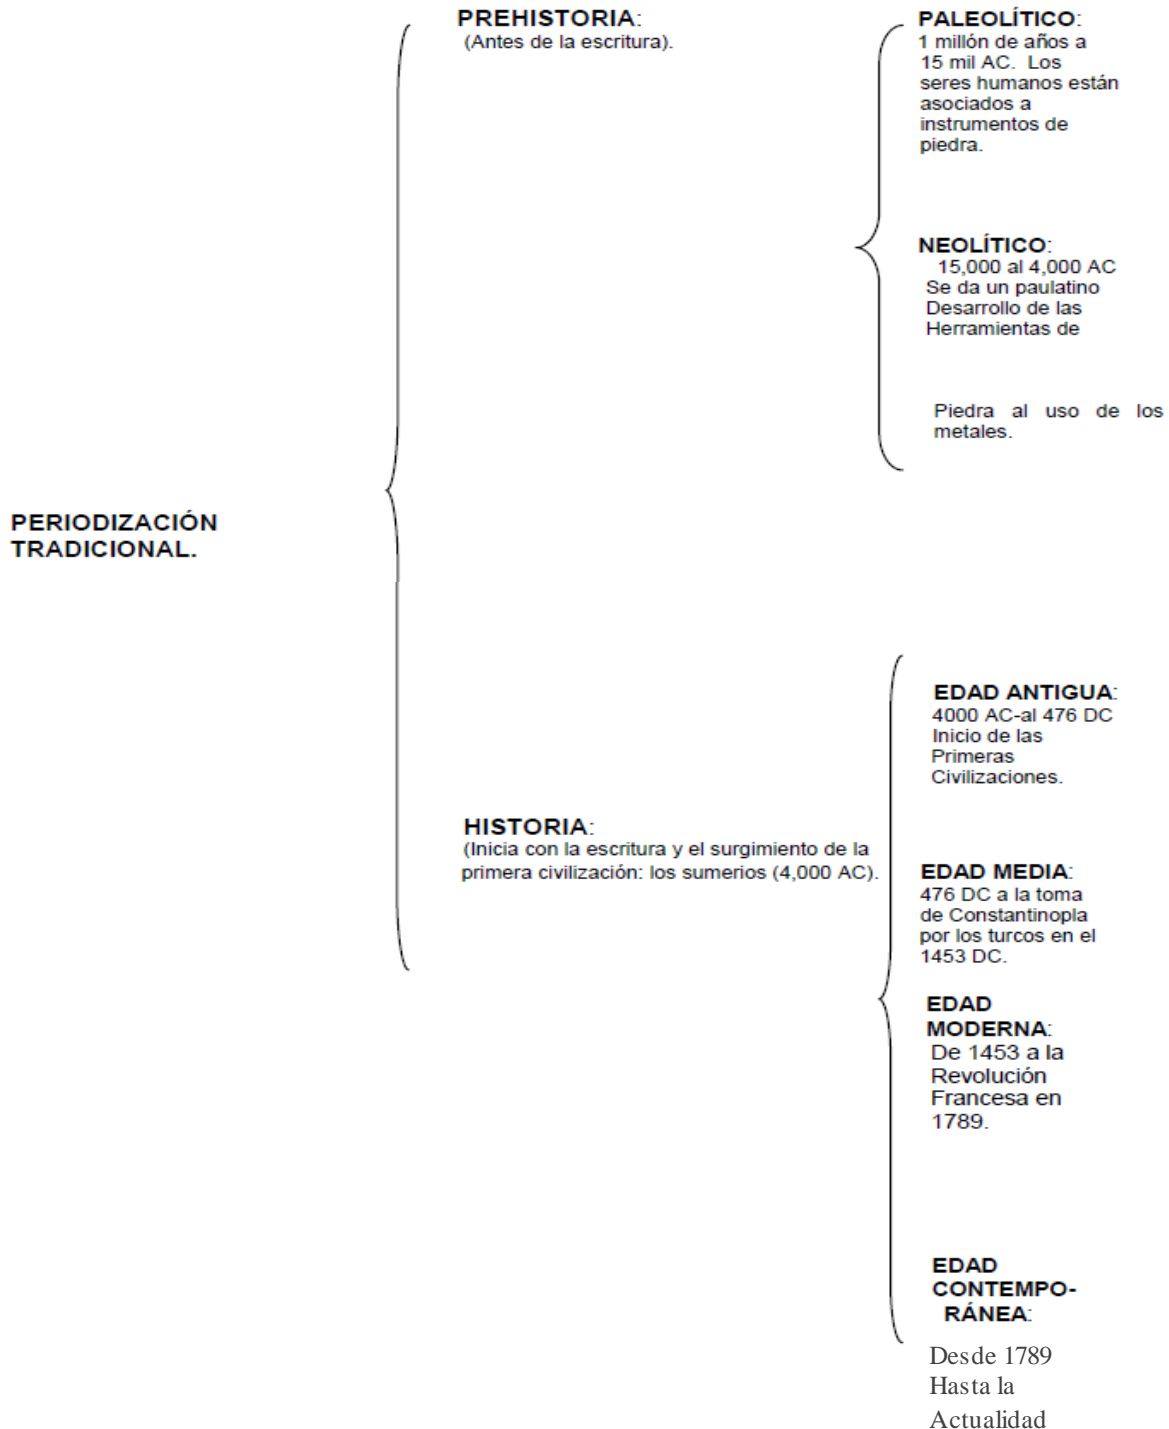 PERIODIZACIÓN
TRADICIONAL.
PREHISTORIA:
(Antes de la escritura).
PALEOLÍTICO:
1 millón de años a
15 mil AC. Los
seres humanos están
asociados a
instrumentos de
piedra.
NEOLÍTICO:
15,000 al 4,000 AC
Se da un paulatino
Desarrollo de las
Herramientas de
Piedra al uso de los
metales.
HISTORIA:
(Inicia con la escritura y el surgimiento de la
primera civilización: los sumerios (4,000 AC).
EDAD ANTIGUA:
4000 AC-al 476 DC
Inicio de las
Primeras
Civilizaciones.
EDAD MEDIA:
476 DC a la toma
de Constantinopla
por los turcos en el
1453 DC.
EDAD
MODERNA:
De 1453 a la
Revolución
Francesa en
1789.
EDAD
CONTEMPO-
RÁNEA:
Desde 1789
Hasta la
Actualidad